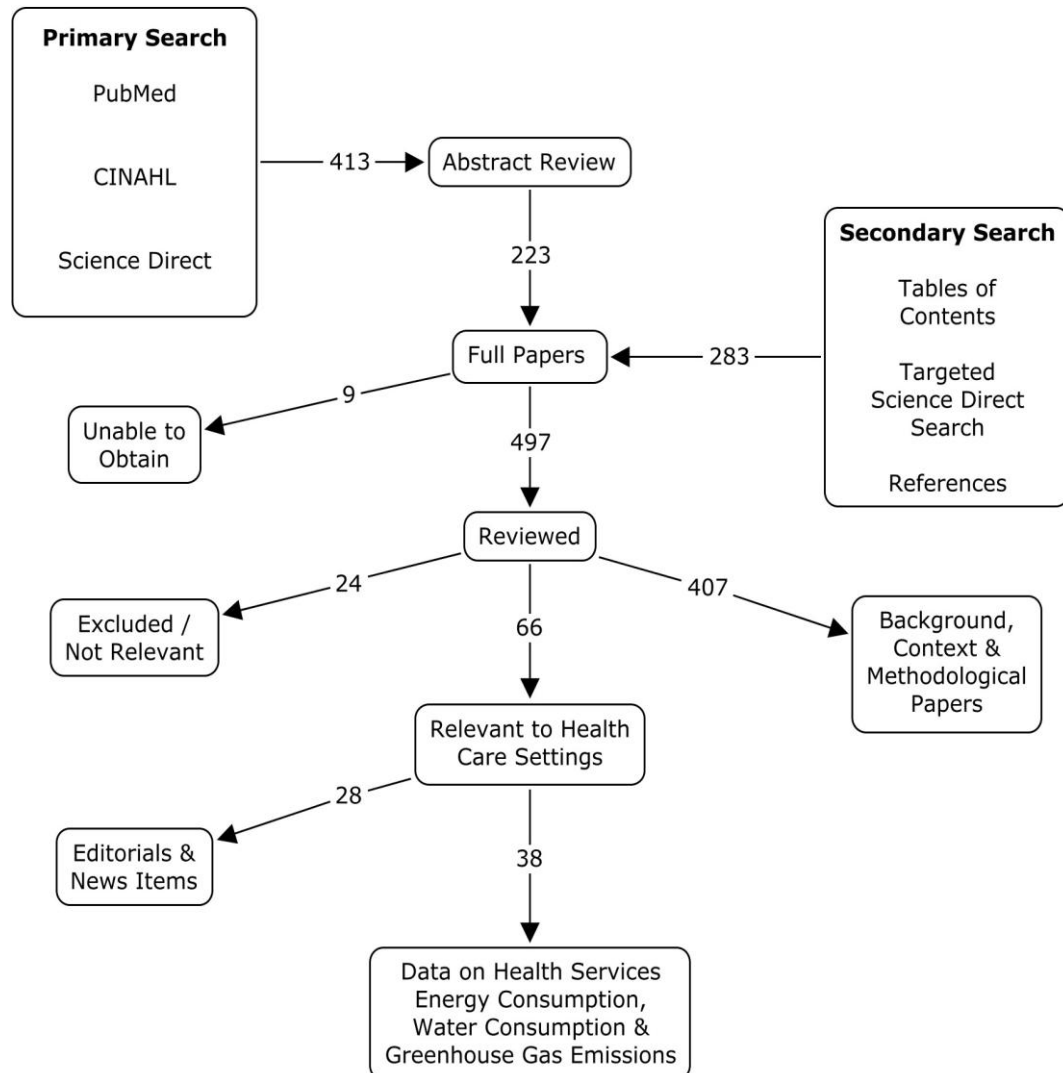 Primary Search
PubMed
CINAHL
Science Direct
413
Abstract Review
223
Secondary Search
Tables of
Contents
Targeted
Science Direct
Search
References
283
Full Papers
9
Unable to
Obtain
497
Reviewed
24
Excluded /
Not Relevant
66
407
Background,
Context &
Methodological
Papers
Relevant to Health
Care Settings
28
Editorials &
News Items
38
Data on Health Services
Energy Consumption,
Water Consumption &
Greenhouse Gas Emissions